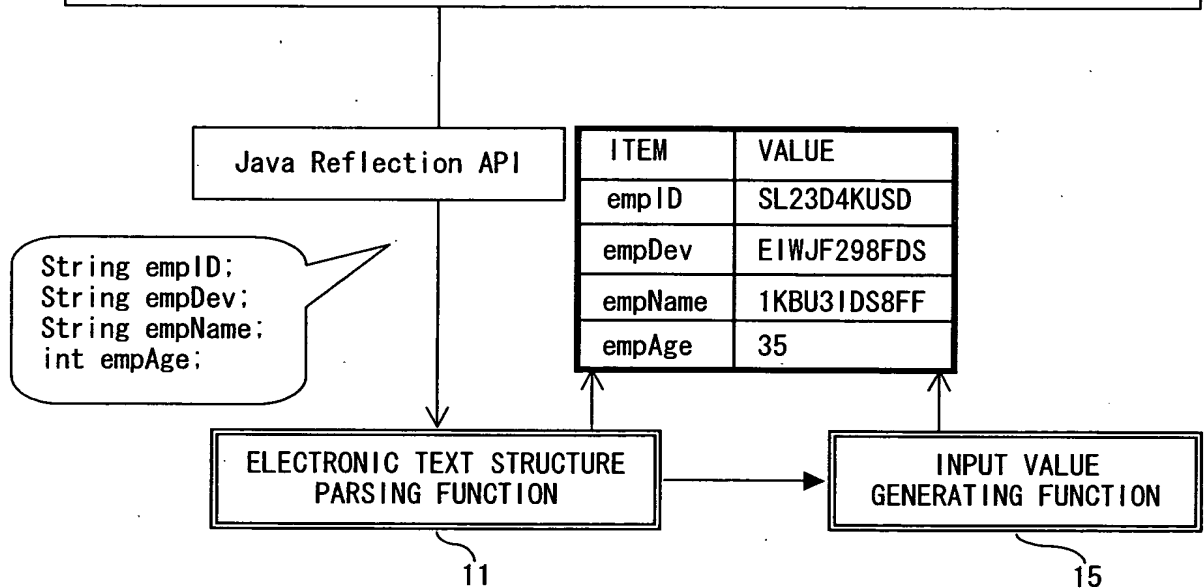 Java Reflection API
ITEM VALUE
empID SL23D4KUSD
empDev EIWJF298FDS
empName 1KBU3IDS8FF
empAge 35
String empID;
String empDev;
String empName;
int empAge;
ELECTRONIC TEXT STRUCTURE
PARSING FUNCTION
INPUT VALUE
GENERATING FUNCTION
11
15